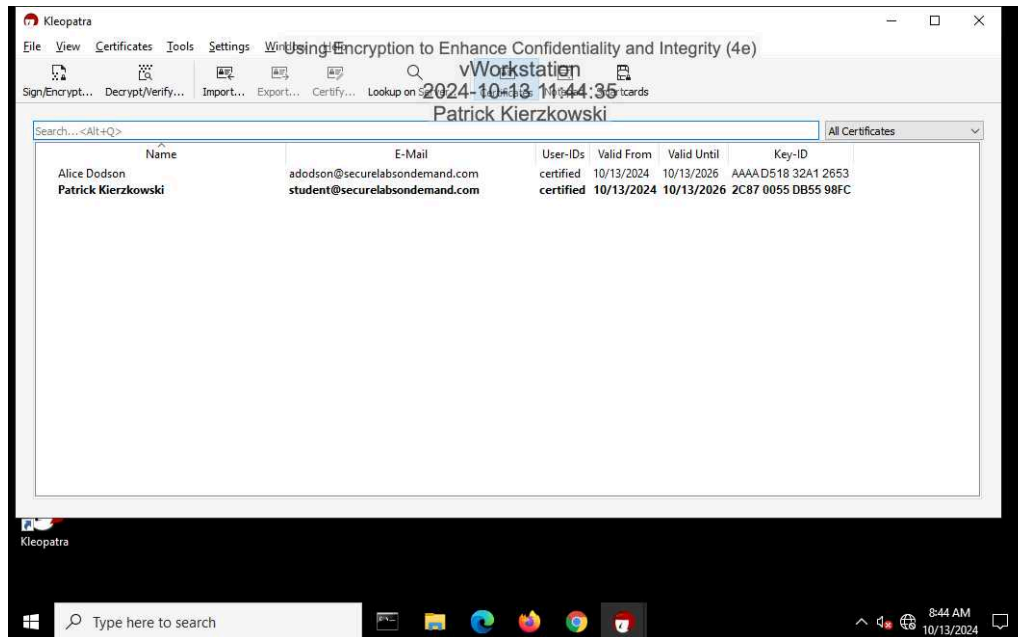 Kleopatra
File View Certificates Tools Settings Window Help
Using Encryption to Enhance Confidentiality and Integrity (4e)
vWorkstation
2024-10-13 11:44:35
Patrick Kierzkowski
Sign/Encrypt... Decrypt/Verify... Import... Export... Certify... Lookup on Server... Certificates Notepad Smartcards
Search...<Alt+Q> All Certificates
Name E-Mail User-IDs Valid From Valid Until Key-ID
Alice Dodson adodson@securelabsondemand.com certified 10/13/2024 10/13/2026 AAAA D518 32A1 2653
Patrick Kierzkowski student@securelabsondemand.com certified 10/13/2024 10/13/2026 2C87 0055 DB55 98FC
Kleopatra
Type here to search
8:44 AM
10/13/2024